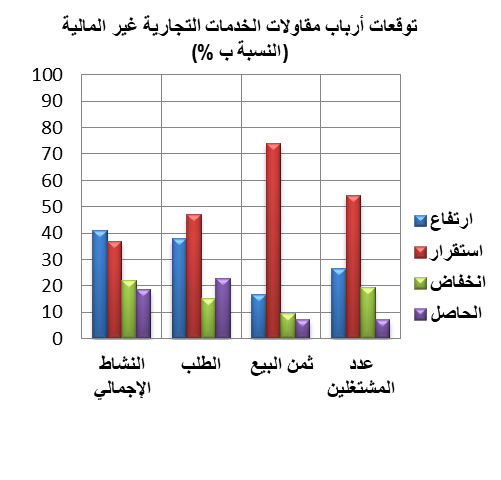 توقعات أرباب مقاولات الخدمات التجارية غير المالية
(النسبة ب %)
100
90
80
70
60
50
40
30
20
10
0
ارتفاع
استقرار
انخفاض
الحاصل
النشاط
الإجمالي
الطلب
ثمن البيع
عدد
المشتغلين